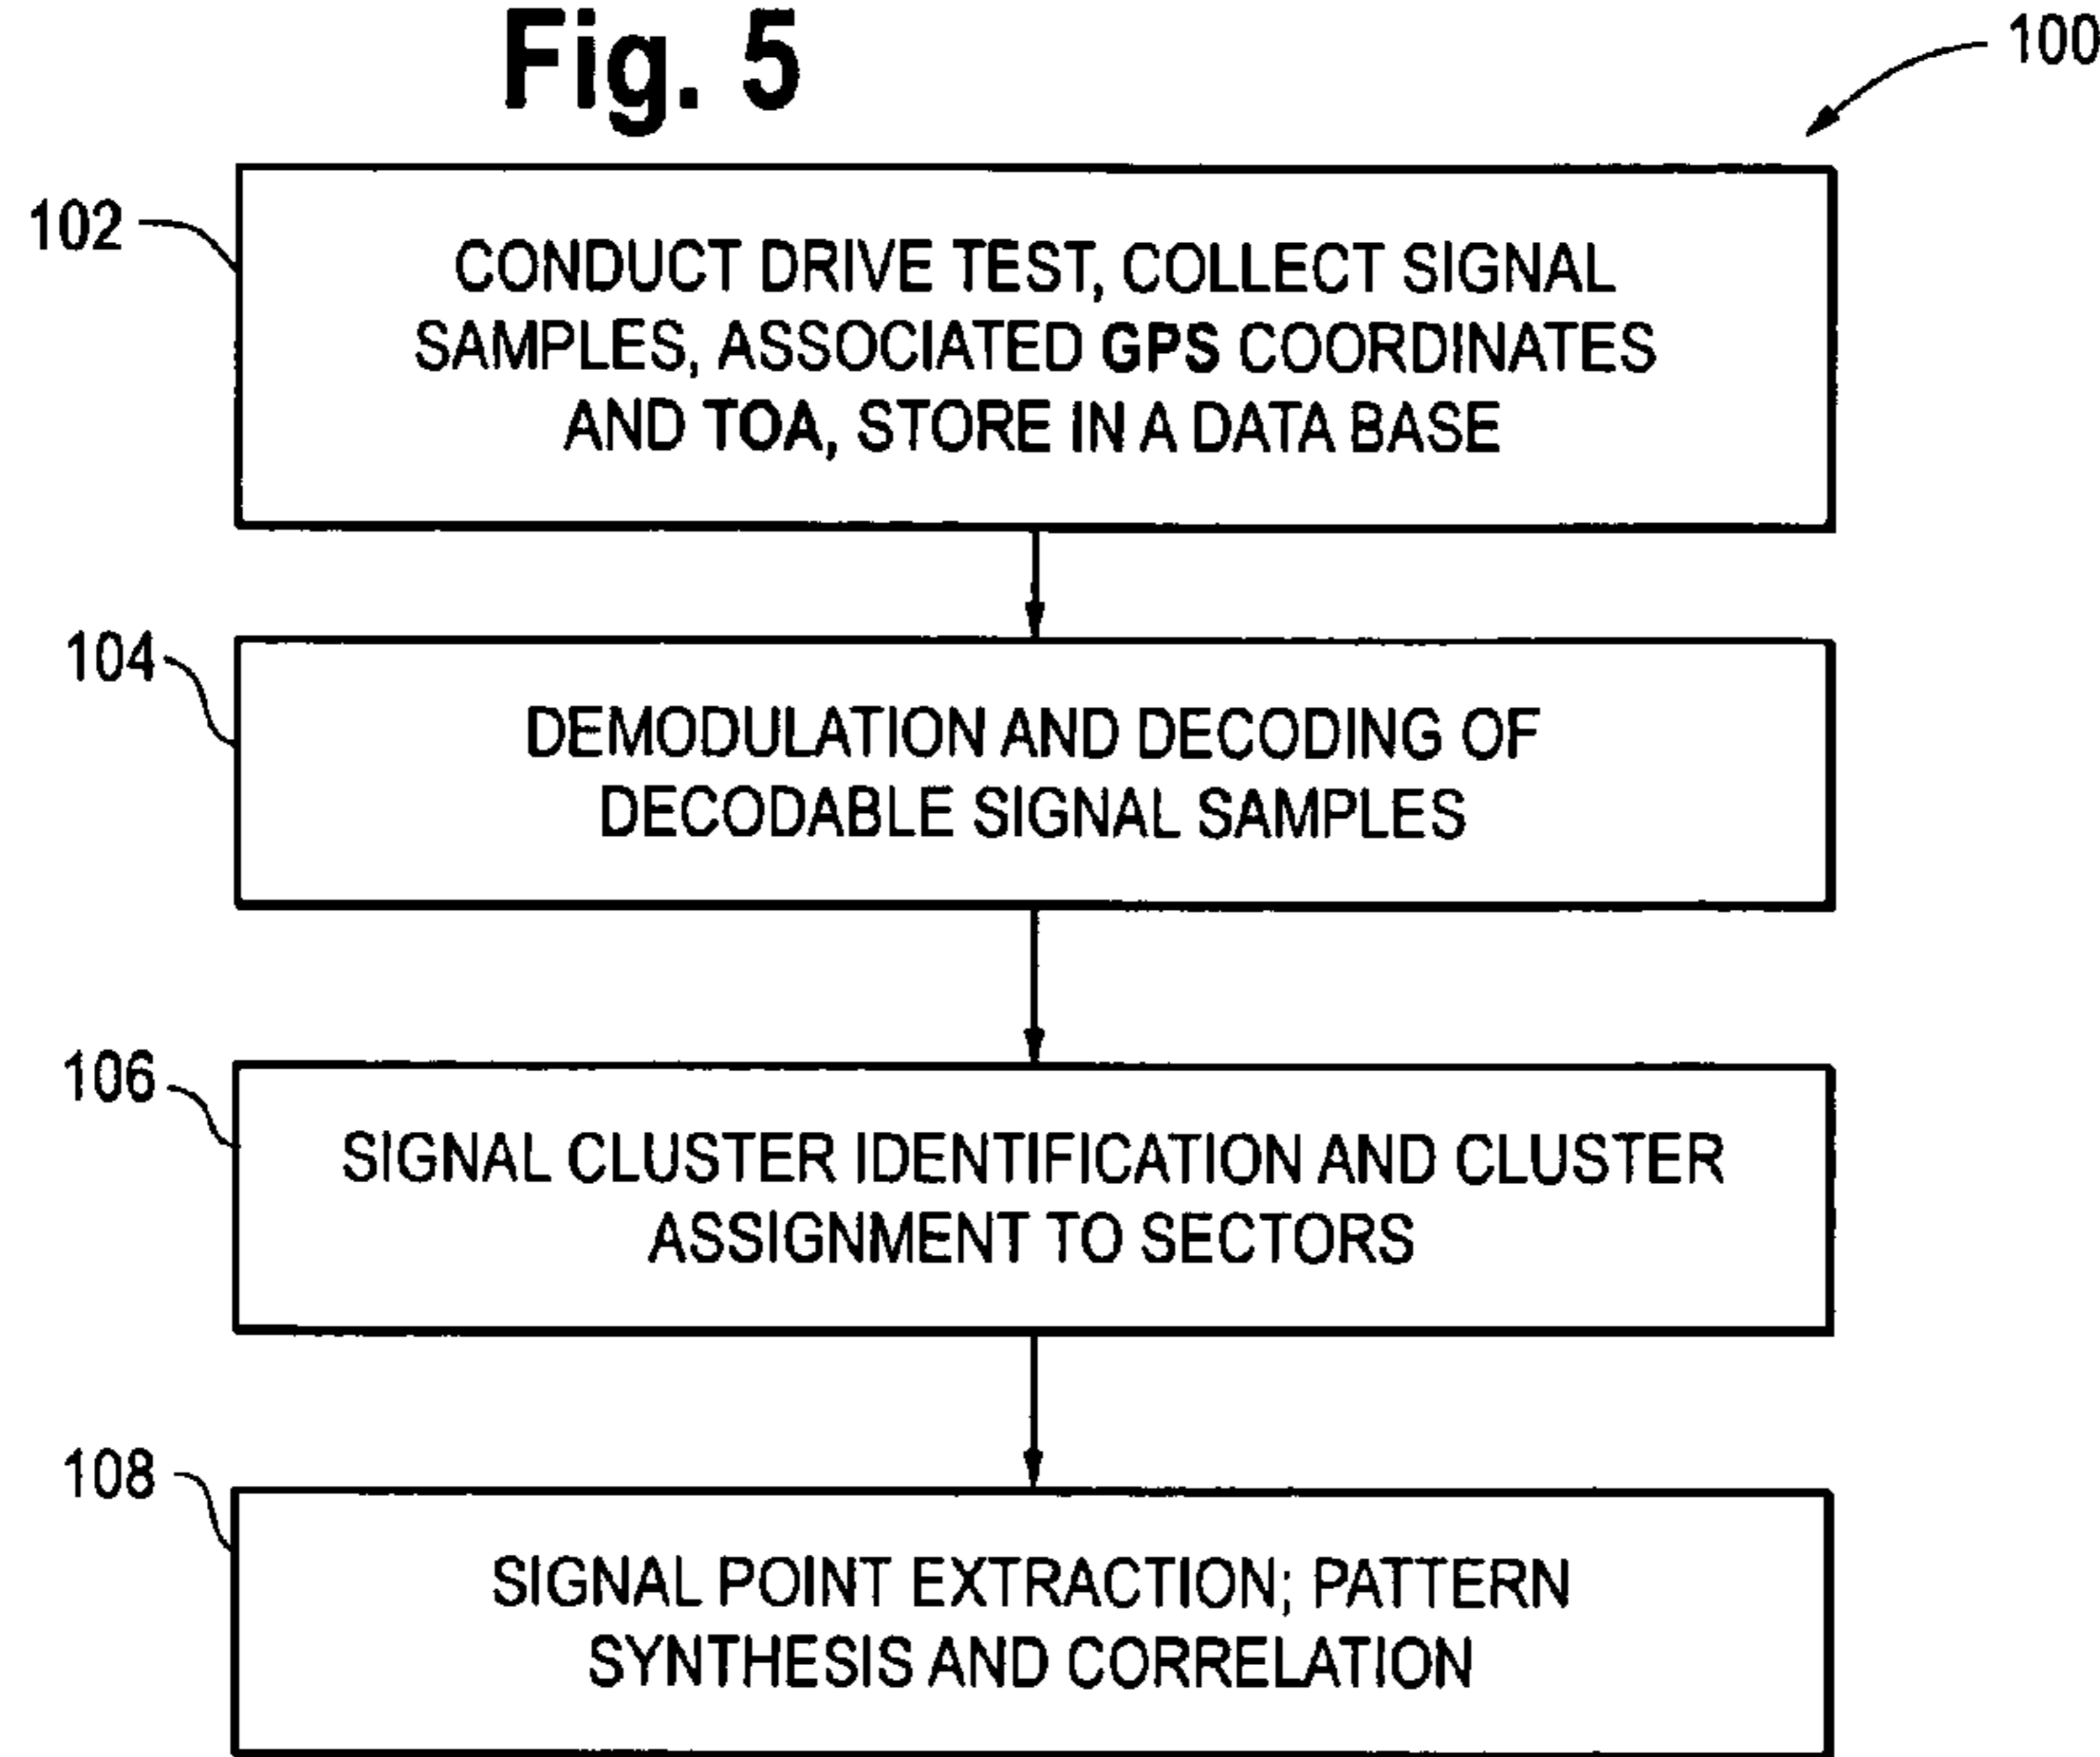 Fig. 5
100
102
CONDUCT DRIVE TEST, COLLECT SIGNAL
SAMPLES, ASSOCIATED GPS COORDINATES
AND TOA, STORE IN A DATA BASE
104
DEMODULATION AND DECODING OF
DECODABLE SIGNAL SAMPLES
106
SIGNAL CLUSTER IDENTIFICATION AND CLUSTER
ASSIGNMENT TO SECTORS
108
SIGNAL POINT EXTRACTION; PATTERN
SYNTHESIS AND CORRELATION